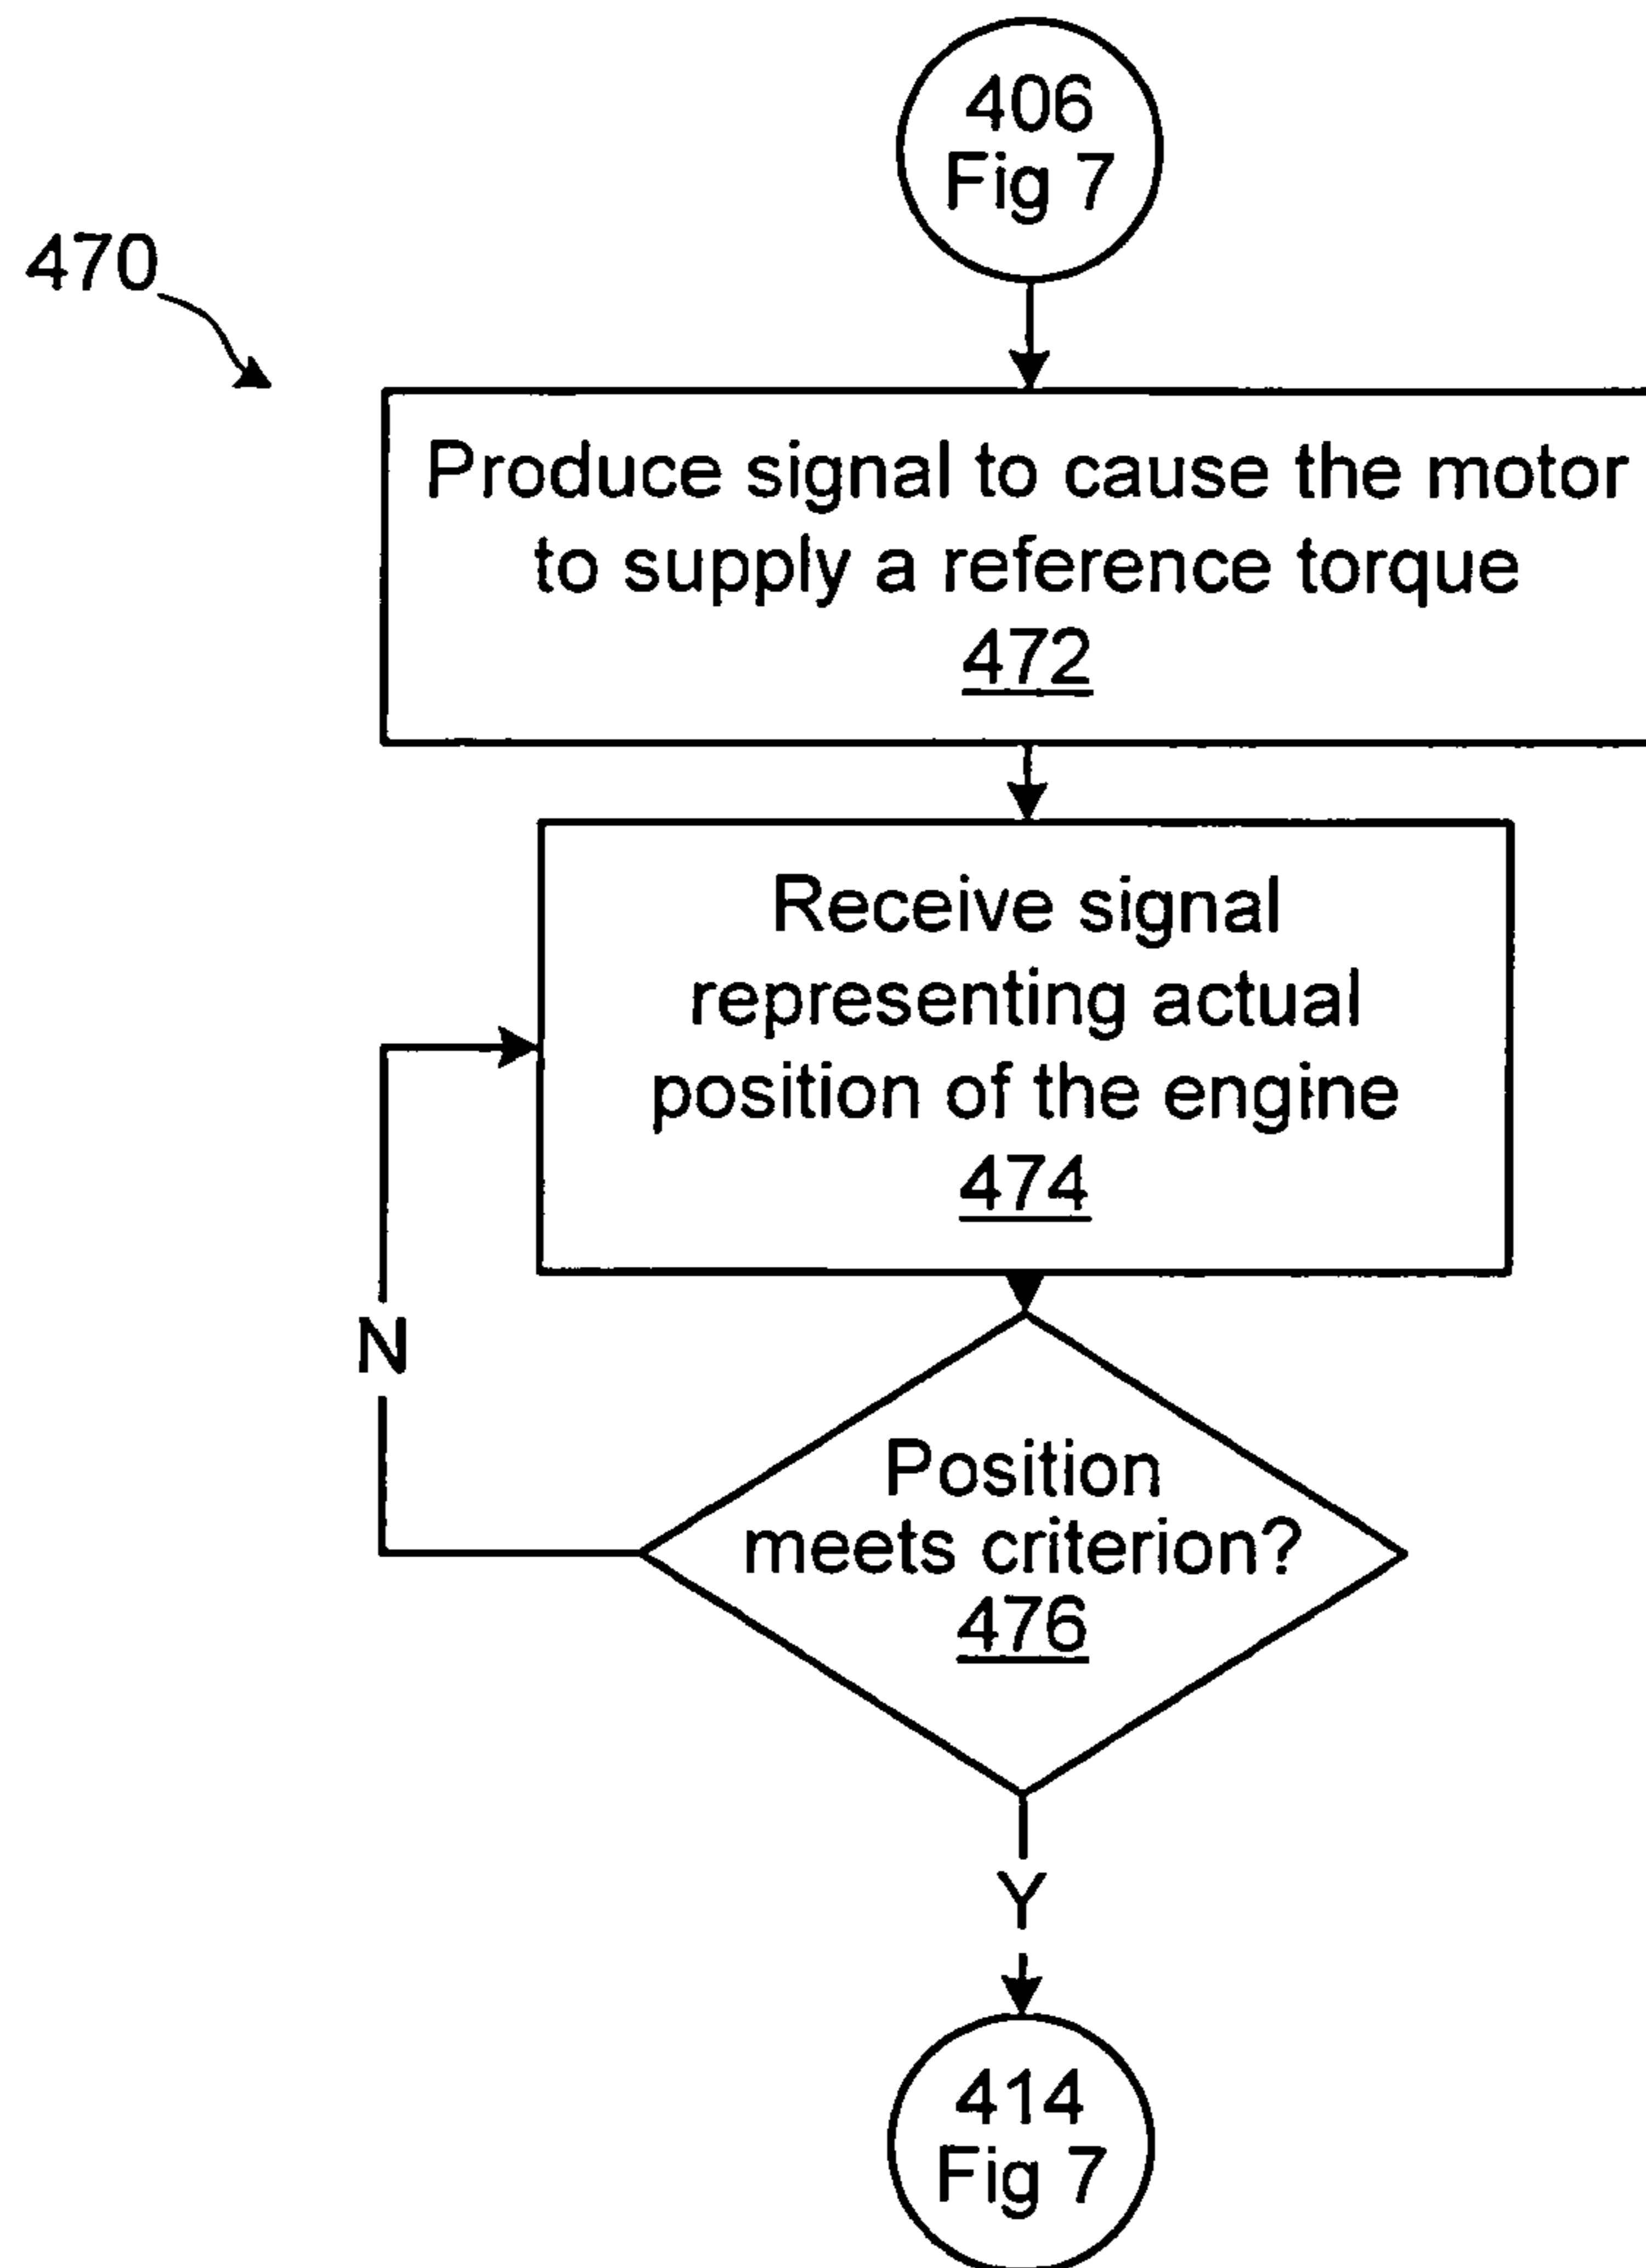 406
Fig 7
470
Produce signal to cause the motor
to supply a reference torque
472
Receive signal
representing actual
position of the engine
474
N
Position
meets criterion?
476
Y
414
Fig 7